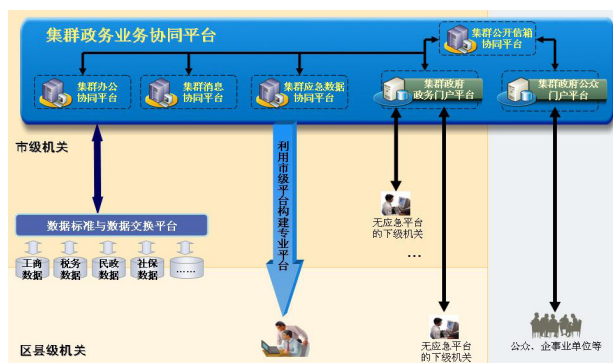 集群政务业务协同平台
集群公开信箱
协同平台
集群办公
协同平台
集群消息
协同平台
集群应急数据
协同平台
集群政府
政务门户平台
集群政府公众
门户平台
市级机关
利用市级平台构建专业平台
数据标准与数据交换平台
工商
数据
税务
数据
民政
数据
社保
数据
……
无应急平台
的下级机关
…
区县级机关
无应急平台
的下级机关
公众、企事业单位等